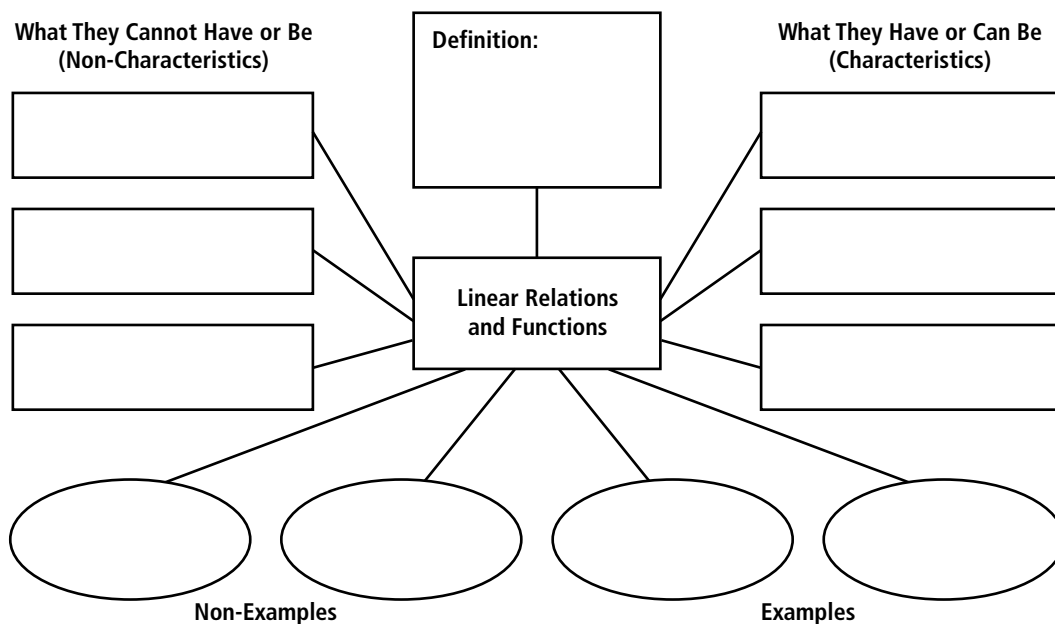 What They Cannot Have or Be
(Non-Characteristics)
Definition:
What They Have or Can Be
(Characteristics)
Linear Relations
and Functions
Non-Examples
Examples